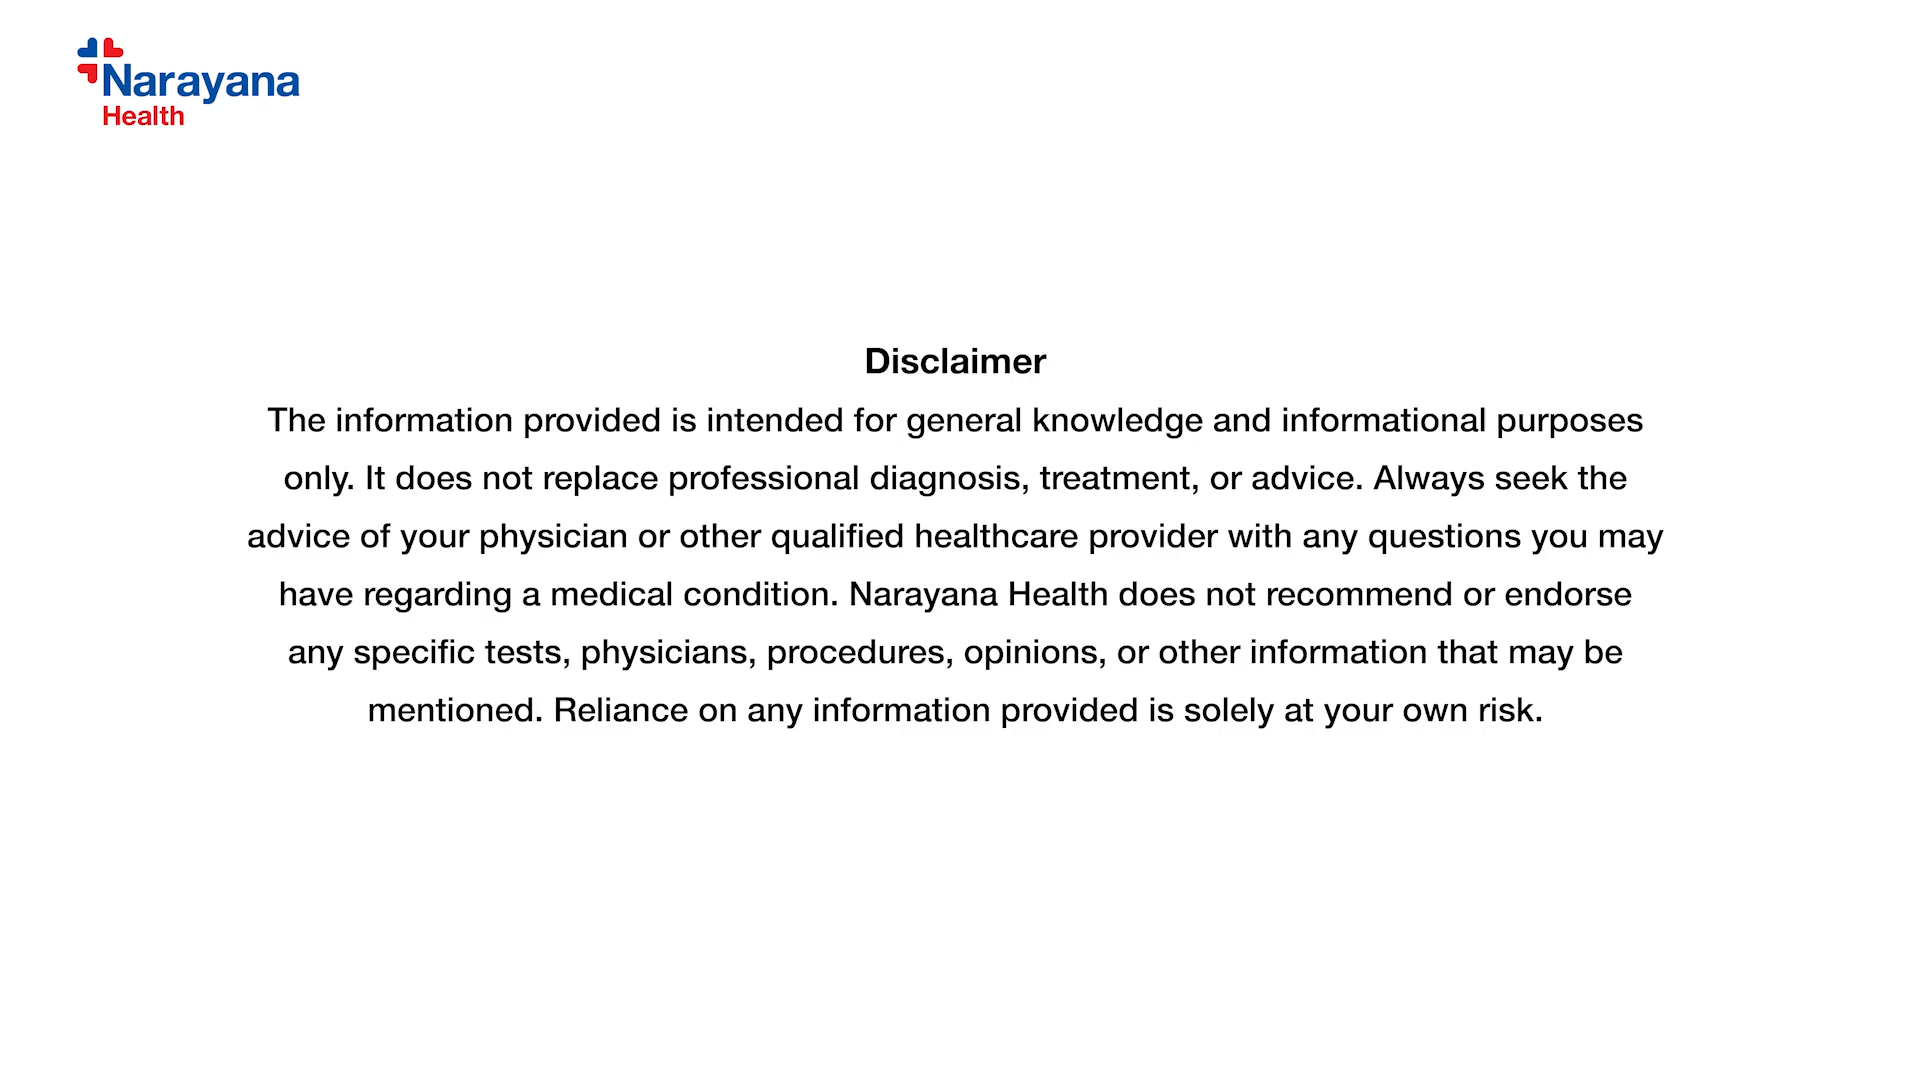 Narayana
Health
Disclaimer
The information provided is intended for general knowledge and informational purposes
only. It does not replace professional diagnosis, treatment, or advice. Always seek the
advice of your physician or other qualified healthcare provider with any questions you may
have regarding a medical condition. Narayana Health does not recommend or endorse
any specific tests, physicians, procedures, opinions, or other information that may be
mentioned. Reliance on any information provided is solely at your own risk.